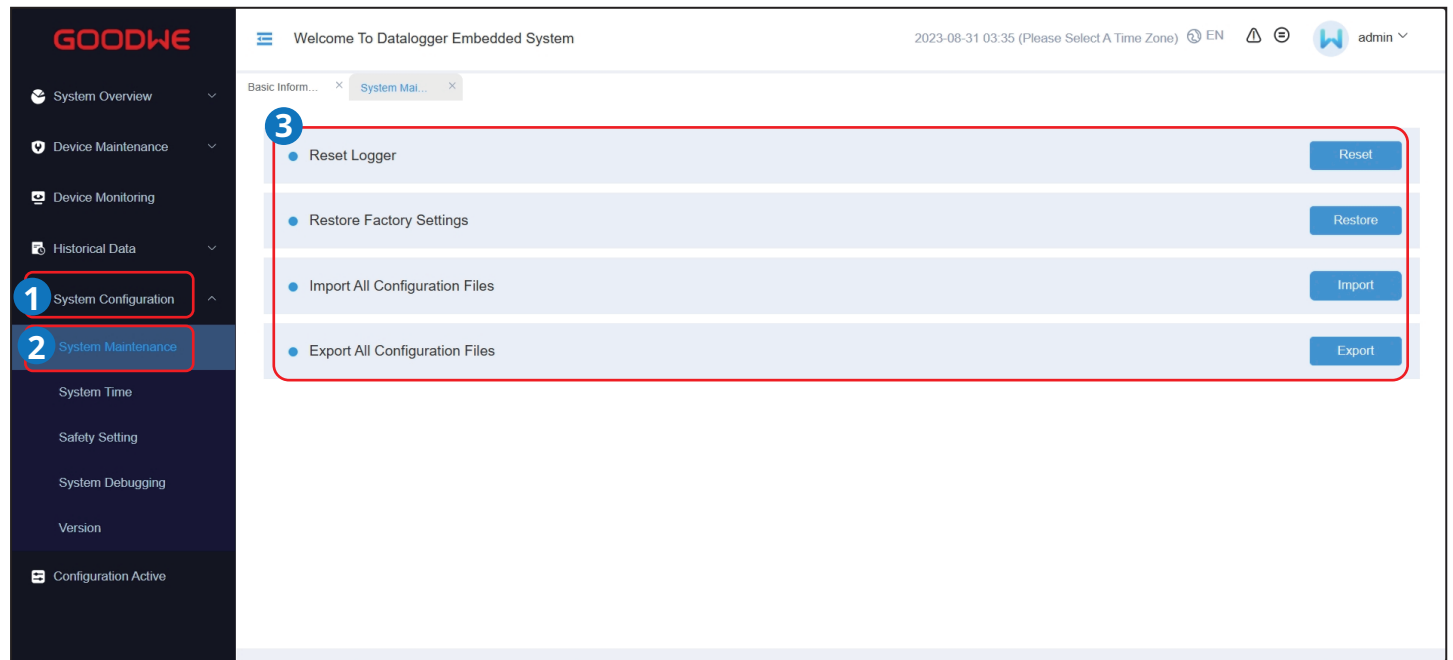 GOODWE
Welcome To Datalogger Embedded System
2023-08-31 03:35 (Please Select A Time Zone) EN
admin
System Overview
Device Maintenance
Device Monitoring
Historical Data
1 System Configuration
2 System Maintenance
System Time
Safety Setting
System Debugging
Version
Configuration Active
Basic Inform... × System Mai... ×
3
Reset Logger Reset
Restore Factory Settings Restore
Import All Configuration Files Import
Export All Configuration Files Export